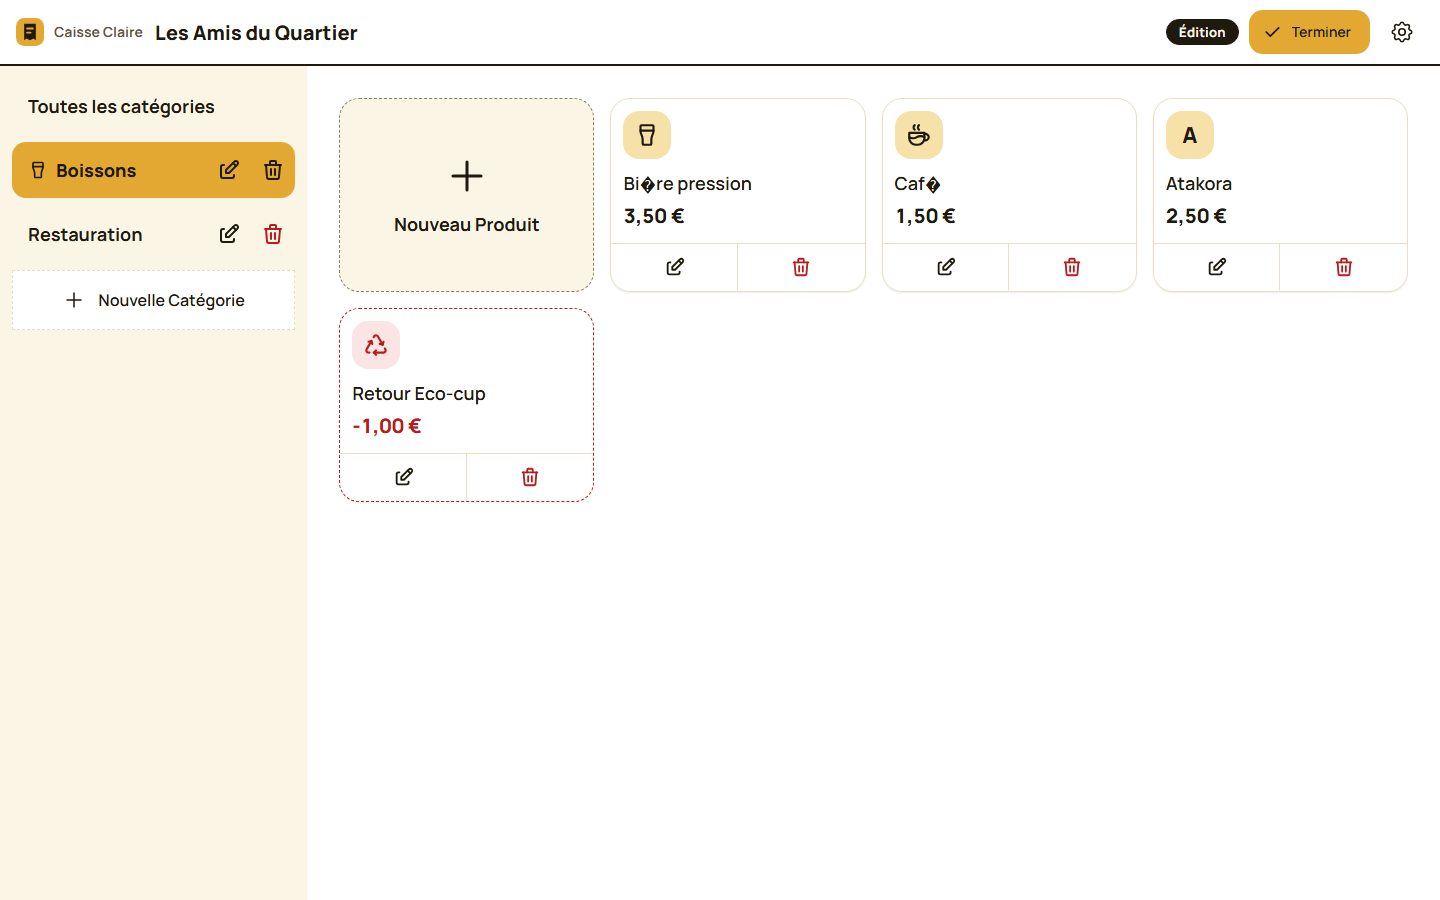 Caisse Claire Les Amis du Quartier
Édition
Terminer
Toutes les catégories
Boissons
Restauration
Nouvelle Catégorie
Nouveau Produit
Bi�re pression
3,50 €
Caf�
1,50 €
A
Atakora
2,50 €
Retour Eco-cup
-1,00 €